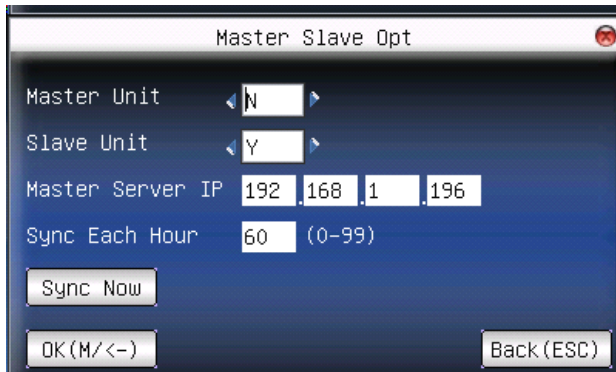 Master Slave Opt
Master Unit N
Slave Unit Y
Master Server IP 192.168.1.196
Sync Each Hour 60 (0-99)
Sync Now
OK(M/<-) Back(ESC)